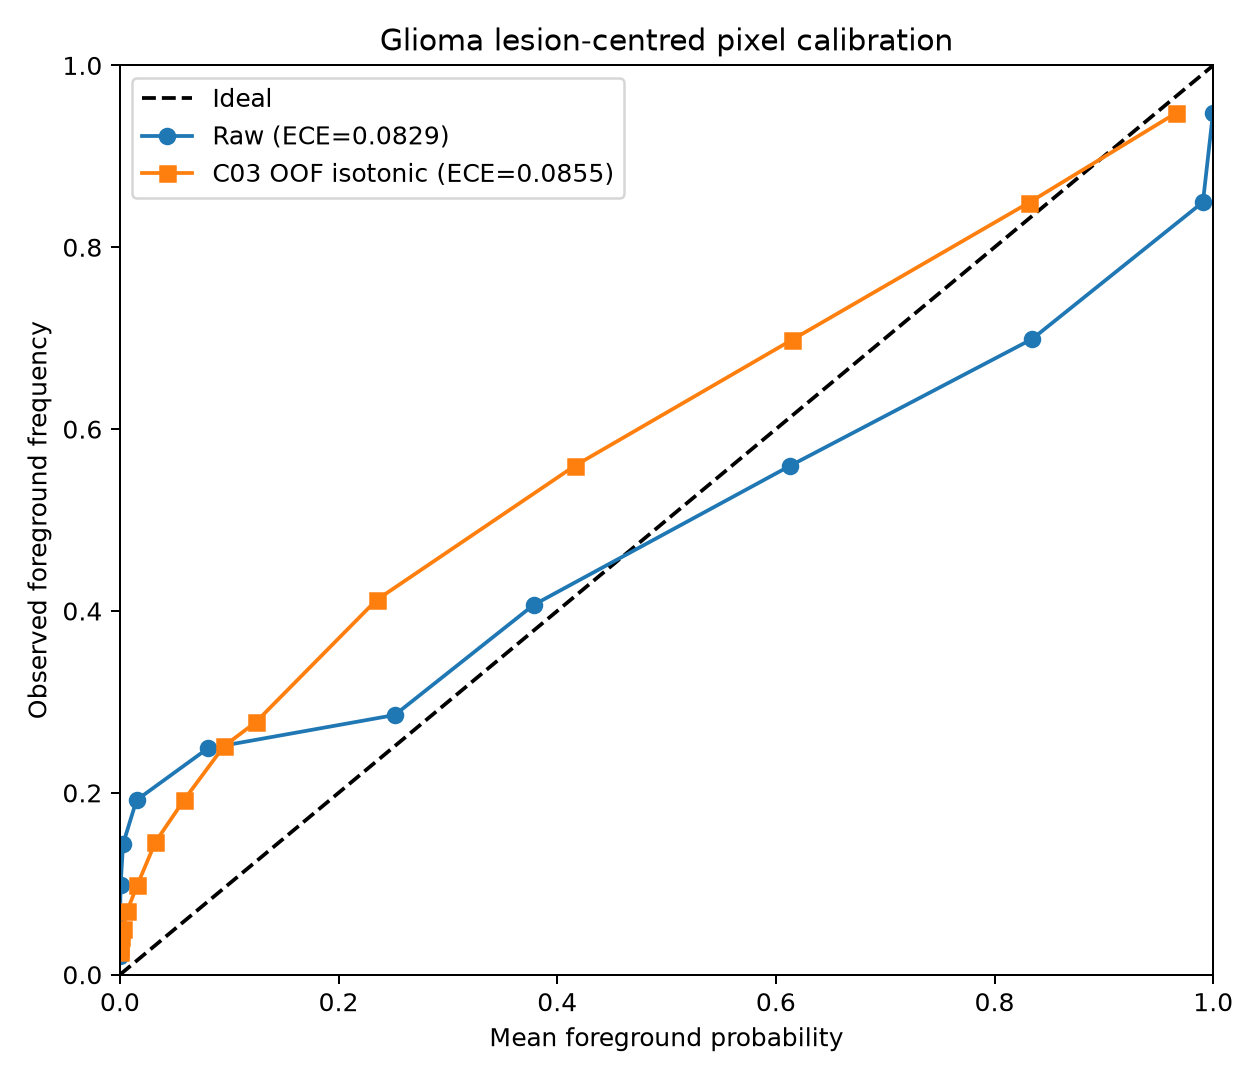 Glioma lesion-centred pixel calibration
Ideal
Raw (ECE=0.0829)
C03 OOF isotonic (ECE=0.0855)
Observed foreground frequency
1.0
0.8
0.6
0.4
0.2
0.0
0.0 0.2 0.4 0.6 0.8 1.0
Mean foreground probability